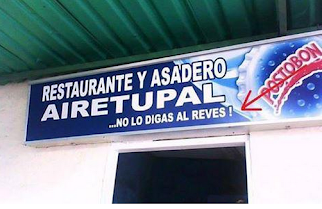 RESTAURANTE Y ASADERO
AIRETUPAL
...NO LO DIGAS AL REVES !
POSTOBON